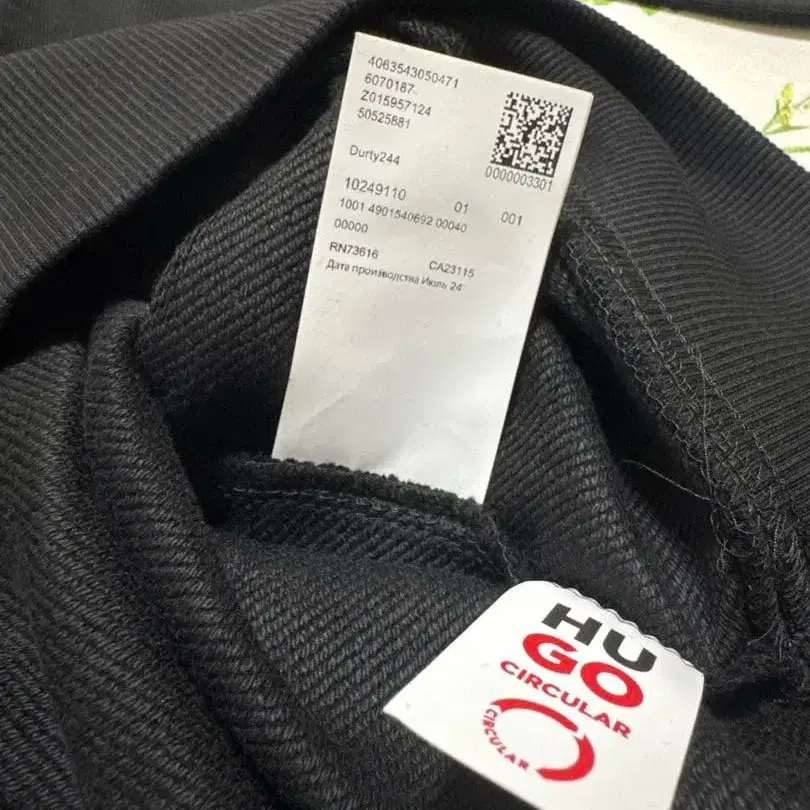 4063543050471
6070187
Z015957124
50525881
0000003301
Durty244
10249110 01 001
1001 4901540692 00040
00000
RN73616 CA23115
Дата производства Июль 24
HU
GO
CIRCULAR
CIRCULAR